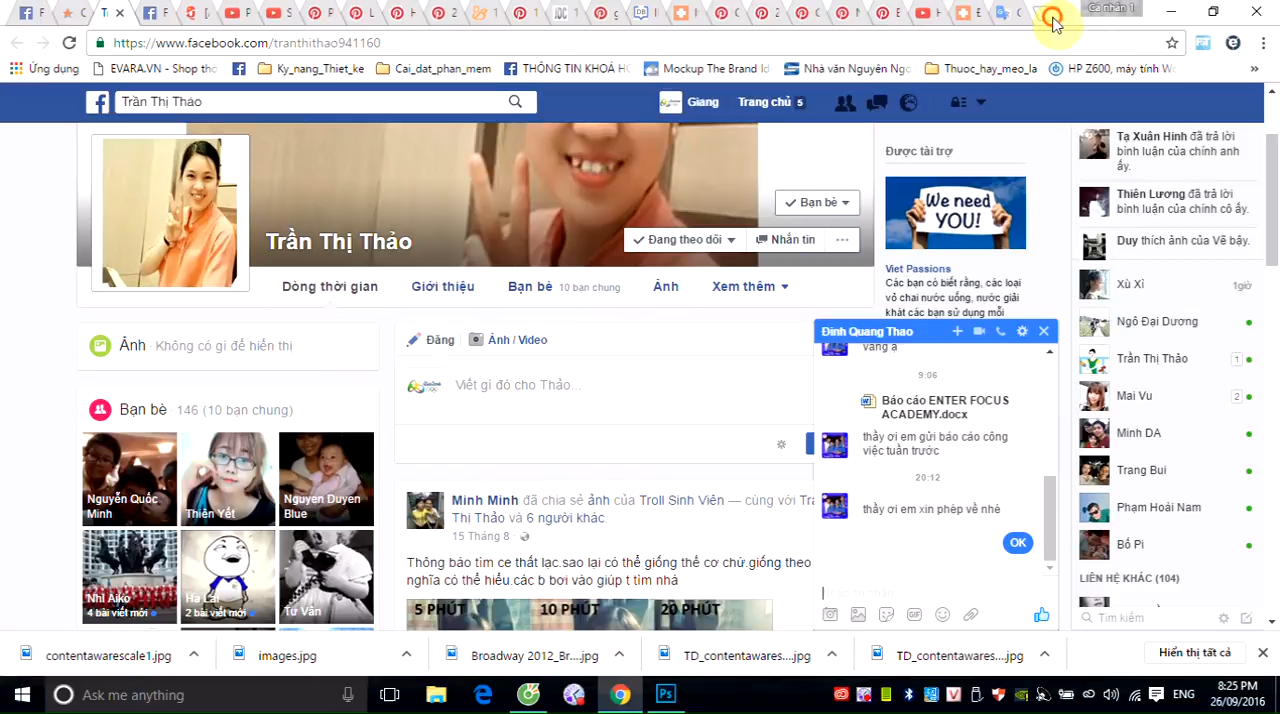 Cá nhân 1
https://www.facebook.com/tranthithao941160
Ứng dụng
EVARA.VN - Shop thờ
Ky_nang_Thiet_ke
Cai_dat_phan_mem
THÔNG TIN KHOÁ HỌ
Mockup The Brand Id
Nhà văn Nguyên Ngọ
Thuoc_hay_meo_la
HP Z600, máy tính Wo
Trần Thị Thảo
Giang
Trang chủ 5
Trần Thị Thảo
Bạn bè
Đang theo dõi
Nhắn tin
Dòng thời gian
Giới thiệu
Bạn bè 10 bạn chung
Ảnh
Xem thêm
Ảnh · Không có gì để hiển thị
Bạn bè · 146 (10 bạn chung)
Nguyễn Quốc
Minh
Thiên Yết
Nguyen Duyen
Blue
Nhĩ Aiko
4 bài viết mới
Ha Lai
2 bài viết mới
Tư Vân
Đăng
Ảnh / Video
Viết gì đó cho Thảo...
Minh Minh đã chia sẻ ảnh của Troll Sinh Viên — cùng với Trầ
Thị Thảo và 6 người khác.
15 Tháng 8
Thông báo tìm ce thất lạc.sao lại có thể giống thế cơ chứ.giống theo
nghĩa có thể hiểu.các b bơi vào giúp t tìm nhá
5 PHÚT
10 PHÚT
20 PHÚT
Được tài trợ
We need
YOU!
Viet Passions
Các bạn có biết rằng, các loại
vỏ chai nước uống, nước giải
khát các bạn sử dụng mỗi
Đinh Quang Thao
vâng ạ
9:06
Báo cáo ENTER FOCUS
ACADEMY.docx
thầy ơi em gửi báo cáo công
việc tuần trước
20:12
thầy ơi em xin phép về nhé
OK
Tạ Xuân Hinh đã trả lời
bình luận của chính anh
ấy.
Thiên Lương đã trả lời
bình luận của chính cô ấy.
Duy thích ảnh của Vẽ bậy.
Xù Xì
1giờ
Ngô Đại Dương
Trần Thị Thảo
1
Mai Vu
2
Minh DA
Trang Bui
Phạm Hoài Nam
Bố Pi
LIÊN HỆ KHÁC (104)
Tìm kiếm
contentawarescale1.jpg
images.jpg
Broadway 2012_Br....jpg
TD_contentawares....jpg
TD_contentawares....jpg
Hiển thị tất cả
Ask me anything
Ps
ENG
8:25 PM
26/09/2016